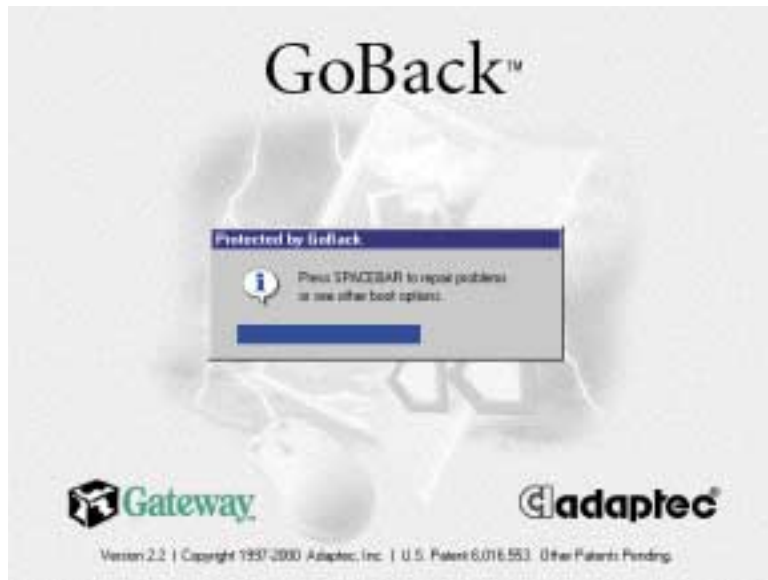 GoBack™
Protected by GoBack
Press SPACEBAR to repair problems
or see other boot options.
Gateway
adaptec
Version 2.2 | Copyright 1997-2000 Adaptec, Inc. | U.S. Patent 6,016,553. Other Patents Pending.